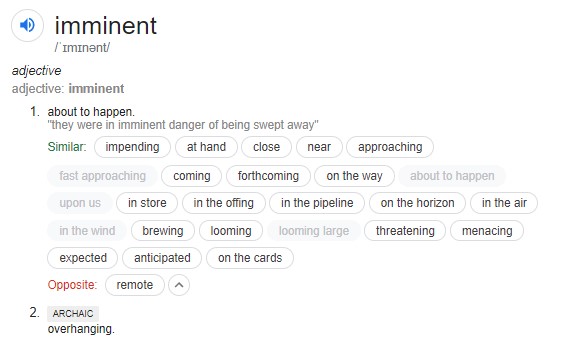 imminent
/ˈɪmɪnənt/
adjective
adjective: imminent
1. about to happen.
"they were in imminent danger of being swept away"
Similar: impending at hand close near approaching
fast approaching coming forthcoming on the way about to happen
upon us in store in the offing in the pipeline on the horizon in the air
in the wind brewing looming looming large threatening menacing
expected anticipated on the cards
Opposite: remote
2. ARCHAIC
overhanging.